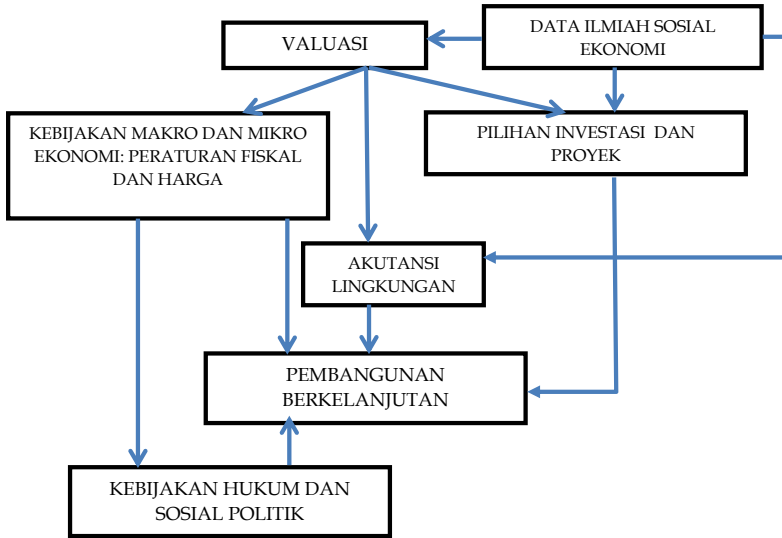 VALUASI
DATA ILMIAH SOSIAL
EKONOMI
KEBIJAKAN MAKRO DAN MIKRO
EKONOMI: PERATURAN FISKAL
DAN HARGA
PILIHAN INVESTASI DAN
PROYEK
AKUTANSI
LINGKUNGAN
PEMBANGUNAN
BERKELANJUTAN
KEBIJAKAN HUKUM DAN
SOSIAL POLITIK